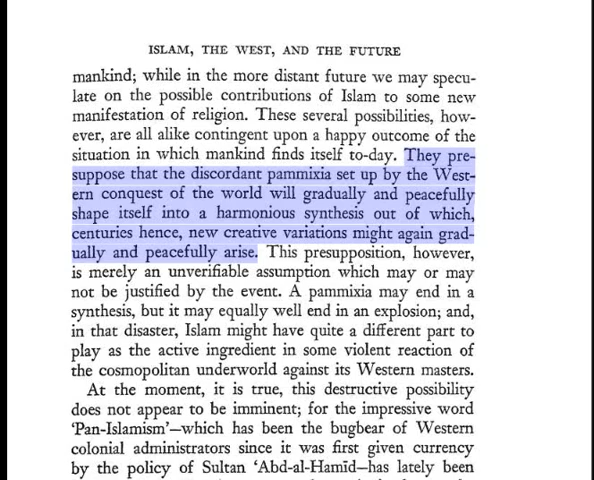 ISLAM, THE WEST, AND THE FUTURE
mankind; while in the more distant future we may specu-
late on the possible contributions of Islam to some new
manifestation of religion. These several possibilities, how-
ever, are all alike contingent upon a happy outcome of the
situation in which mankind finds itself to-day. They pre-
suppose that the discordant pammixia set up by the West-
ern conquest of the world will gradually and peacefully
shape itself into a harmonious synthesis out of which,
centuries hence, new creative variations might again grad-
ually and peacefully arise. This presupposition, however,
is merely an unverifiable assumption which may or may
not be justified by the event. A pammixia may end in a
synthesis, but it may equally well end in an explosion; and,
in that disaster, Islam might have quite a different part to
play as the active ingredient in some violent reaction of
the cosmopolitan underworld against its Western masters.
At the moment, it is true, this destructive possibility
does not appear to be imminent; for the impressive word
‘Pan-Islamism’—which has been the bugbear of Western
colonial administrators since it was first given currency
by the policy of Sultan ‘Abd-al-Hamīd—has lately been